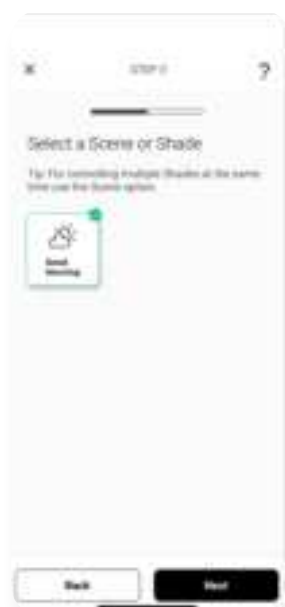 STEP
?
Select a Scene or Shade
Tip: For controlling multiple Shades at the same
time use the Scene option.
Good
Morning
Back
Next